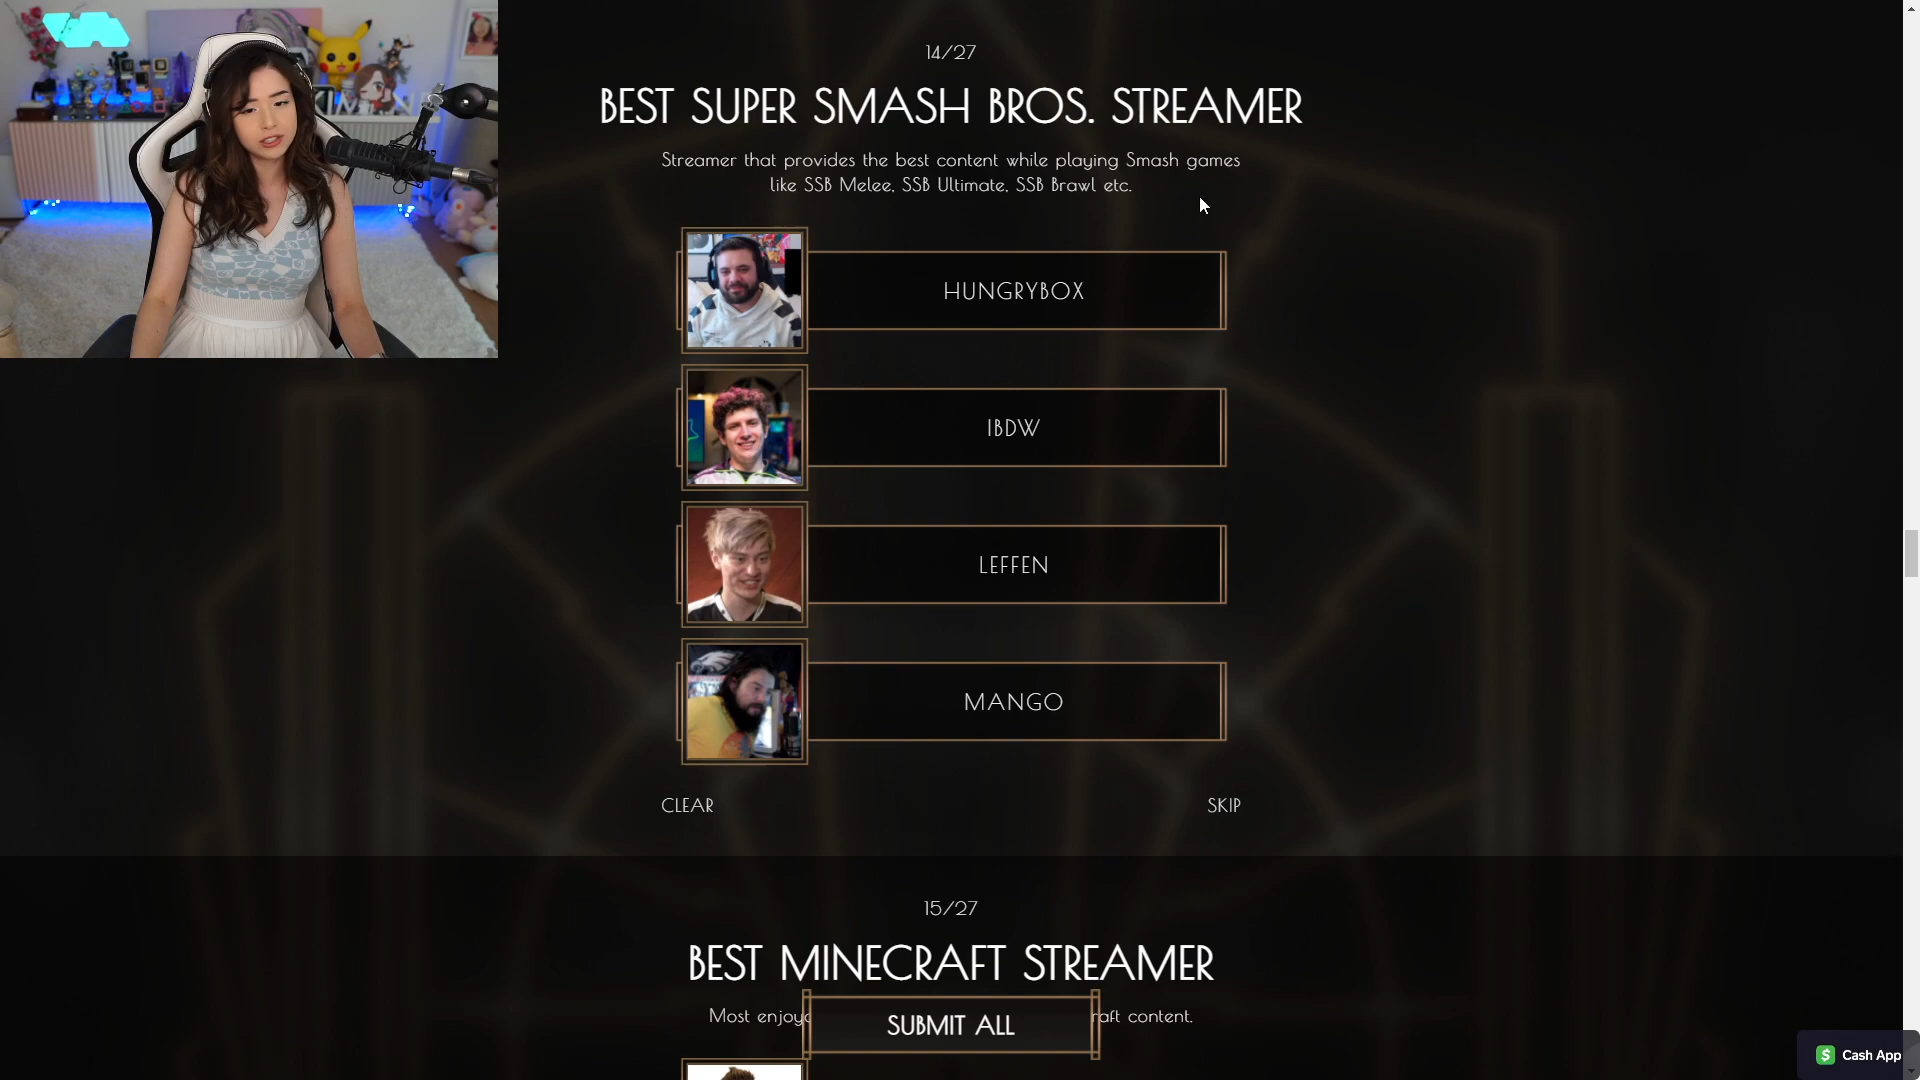 14/27
BEST SUPER SMASH BROS. STREAMER
Streamer that provides the best content while playing Smash games
like SSB Melee, SSB Ultimate, SSB Brawl etc.
HUNGRYBOX
IBDW
LEFFEN
MANGO
CLEAR
SKIP
15/27
BEST MINECRAFT STREAMER
Most raft content.
SUBMIT ALL
Cash App